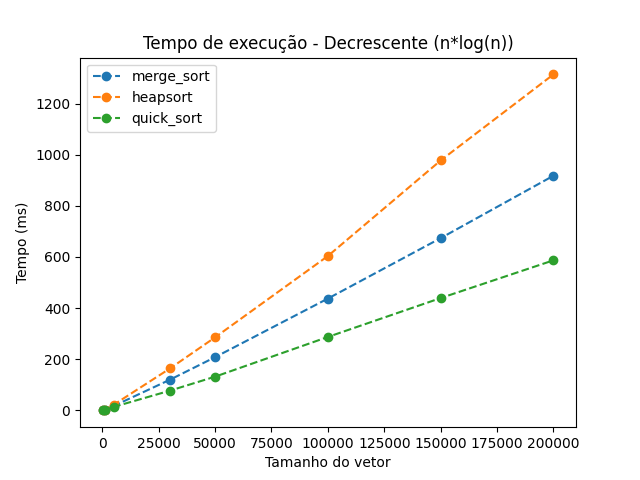 Tempo de execução - Decrescente (n*log(n))
merge_sort
heapsort
quick_sort
1200
1000
800
600
400
200
0
Tempo (ms)
0 25000 50000 75000 100000 125000 150000 175000 200000
Tamanho do vetor